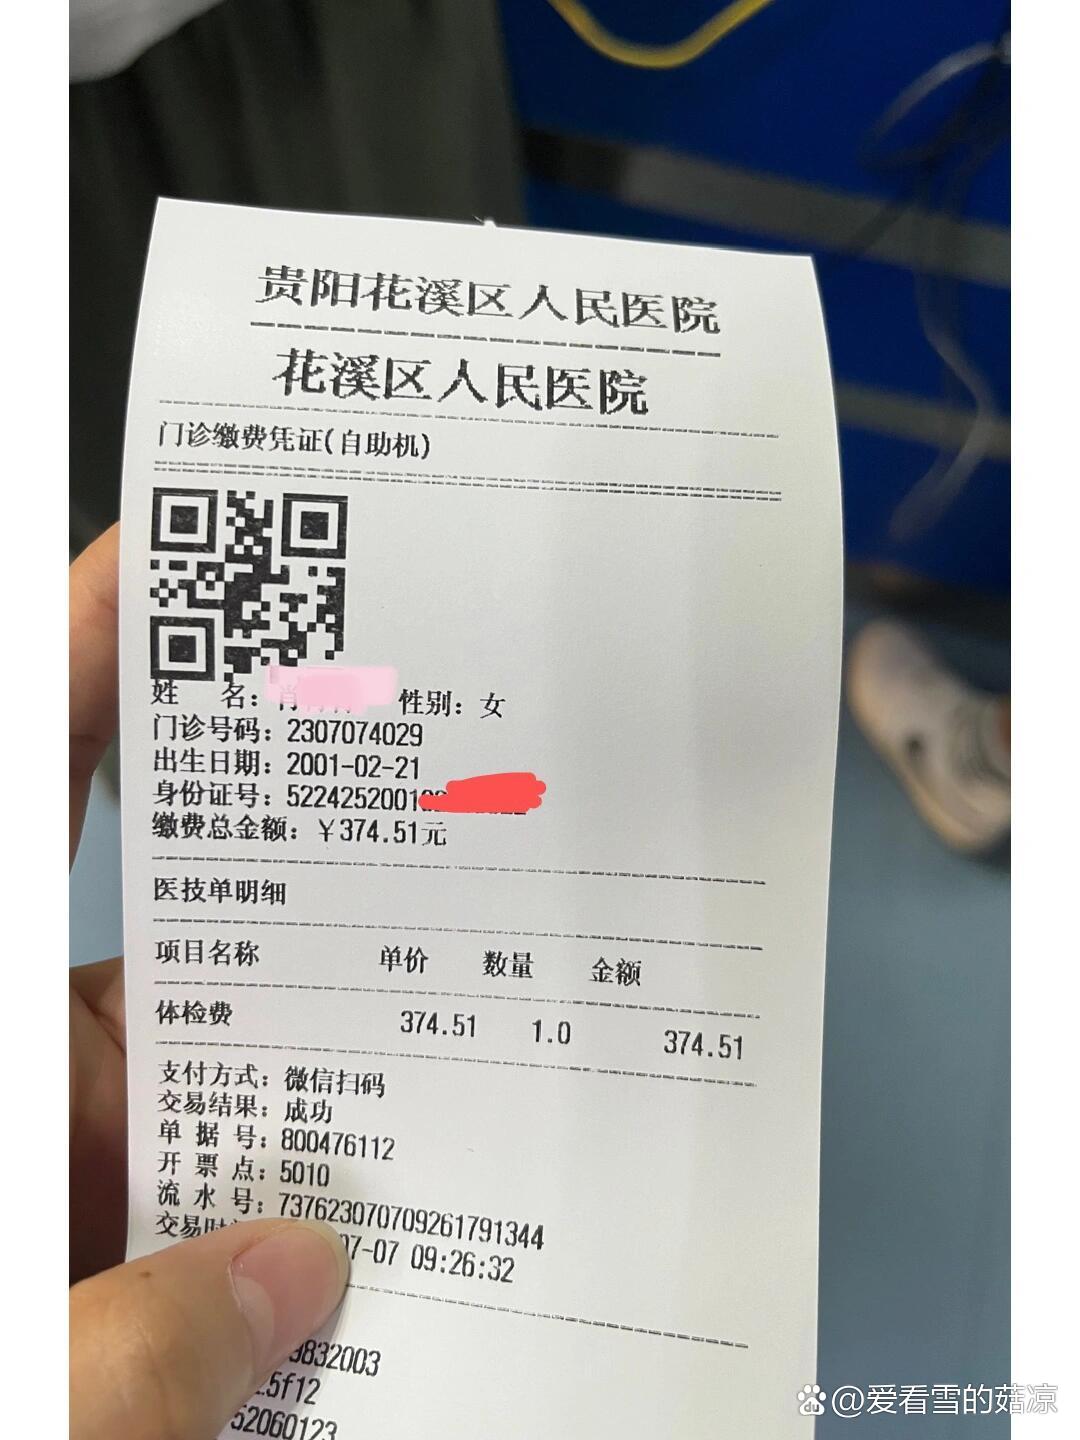 贵阳花溪区人民医院
花溪区人民医院
门诊缴费凭证(自助机)
姓 名: 性别: 女
门诊号码: 2307074029
出生日期: 2001-02-21
身份证号: 5224252001
缴费总金额: ￥374.51元
医技单明细
项目名称 单价 数量 金额
体检费 374.51 1.0 374.51
支付方式: 微信扫码
交易结果: 成功
单 据 号: 800476112
开 票 点: 5010
流 水 号: 737623070709261791344
交易时 07-07 09:26:32
9832003
5f12
52060123
@爱看雪的菇凉